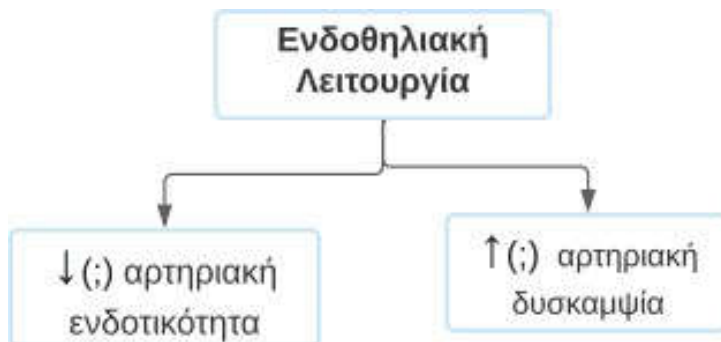 Ενδοθηλιακή
Λειτουργία
↓(;) αρτηριακή
ενδοτικότητα
↑(;) αρτηριακή
δυσκαμψία